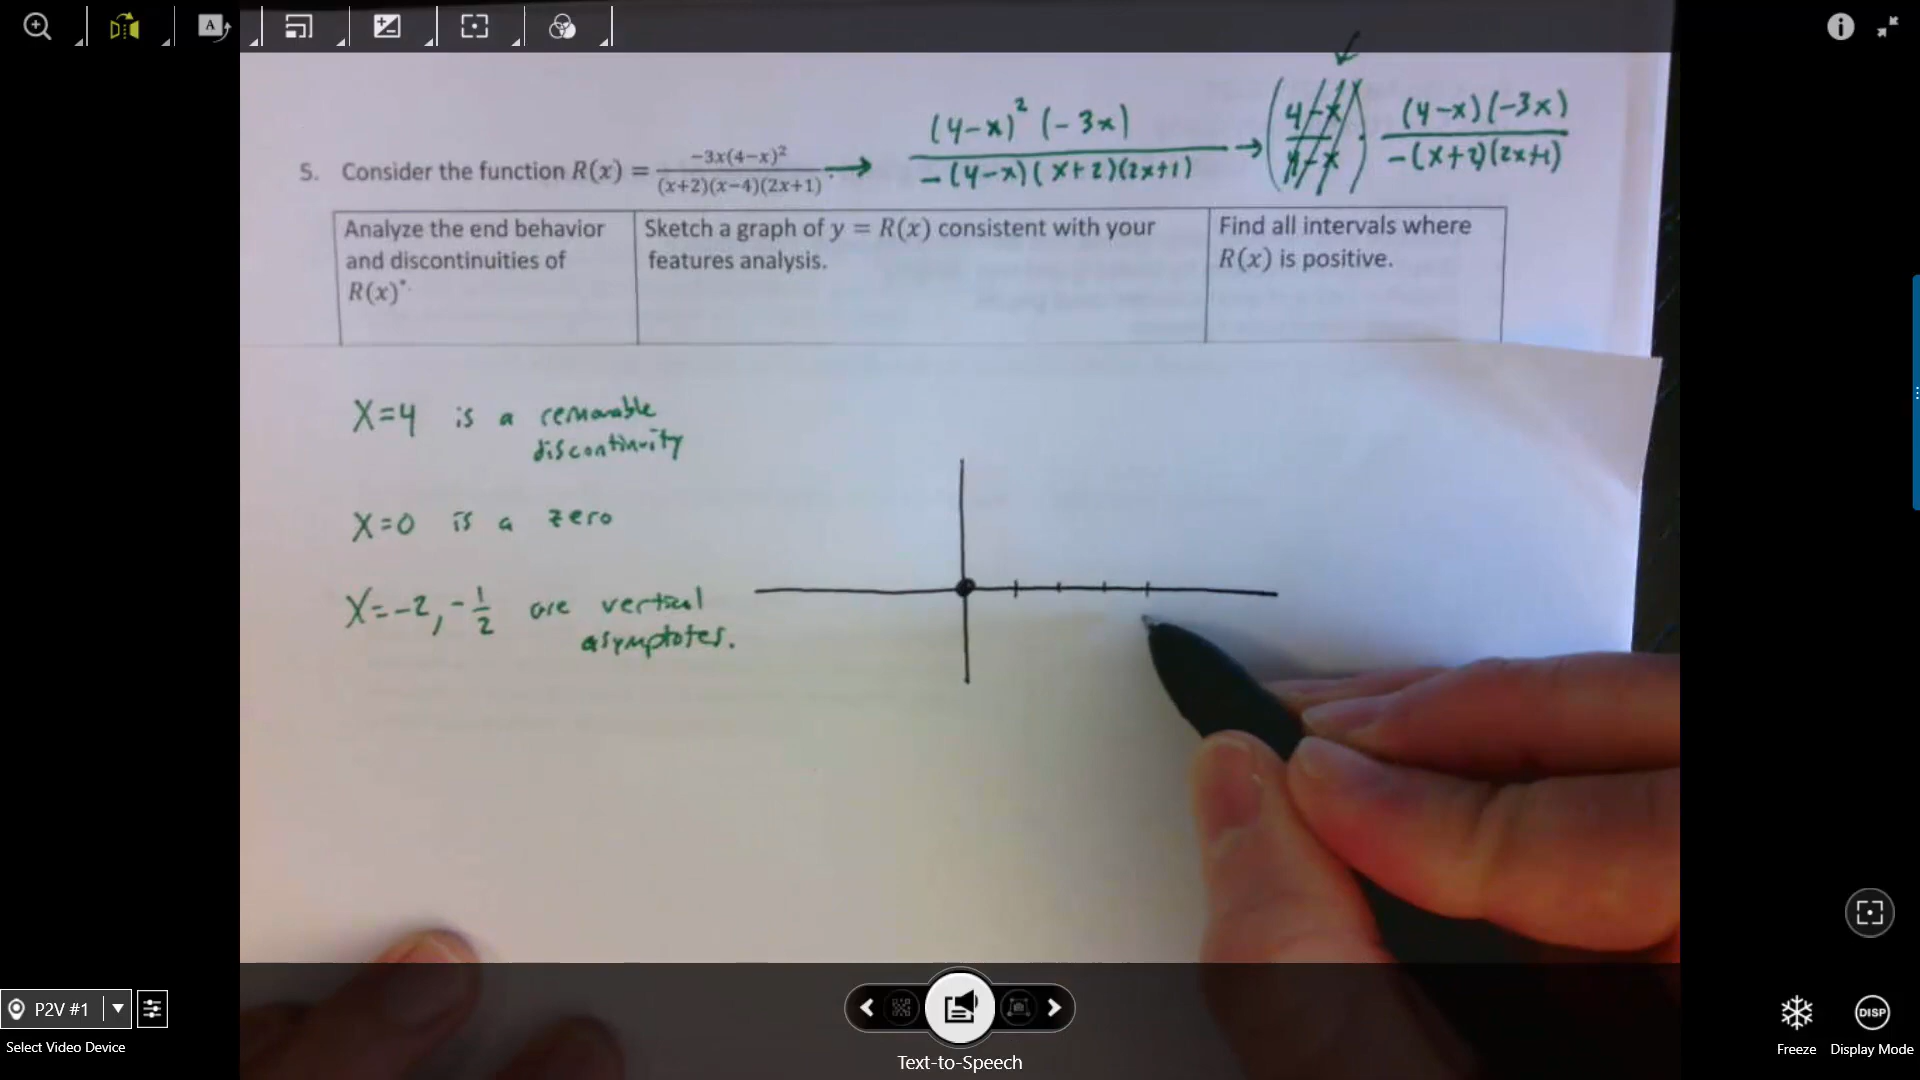 (4-x)² (-3x)
-(4-x)(x+2)(2x+1)
(4-x)(-3x)
-(x+2)(2x+1)
5. Consider the function R(x) = -3x(4-x)² / (x+2)(x-4)(2x+1) .
Analyze the end behavior
and discontinuities of
R(x)
Sketch a graph of y = R(x) consistent with your
features analysis.
Find all intervals where
R(x) is positive.
X=4 is a removable
discontinuity
X=0 is a zero
X=-2, -1/2 are vertical
asymptotes.
P2V #1
Select Video Device
Text-to-Speech
Freeze
DISP
Display Mode